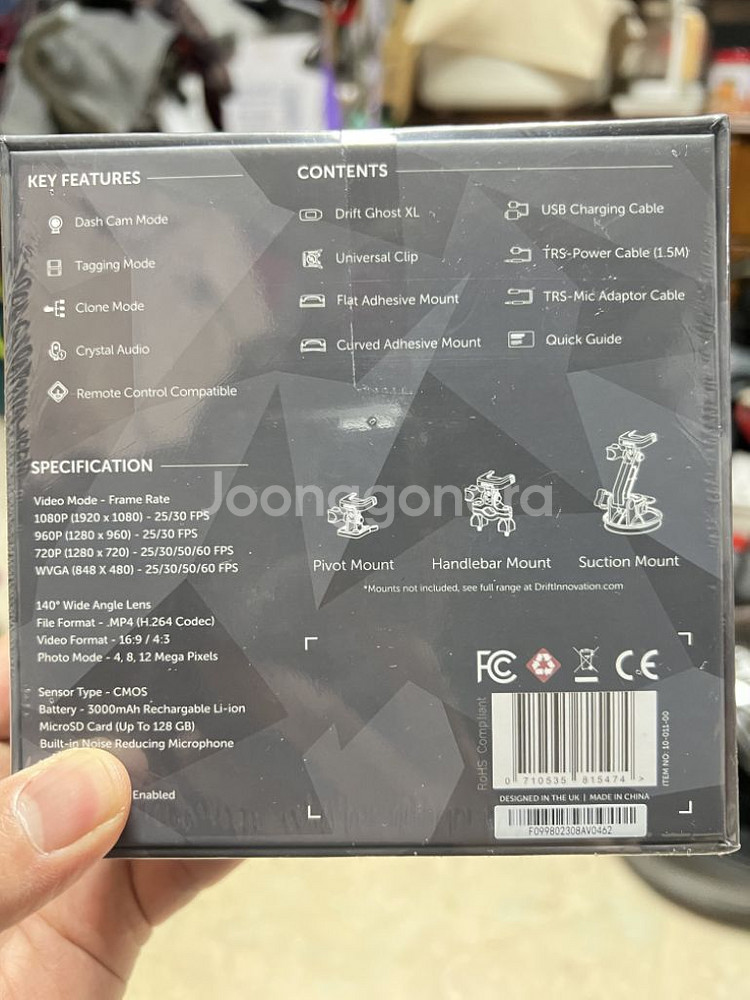 KEY FEATURES
Dash Cam Mode
Tagging Mode
Clone Mode
Crystal Audio
Remote Control Compatible
CONTENTS
Drift Ghost XL
Universal Clip
Flat Adhesive Mount
Curved Adhesive Mount
USB Charging Cable
TRS-Power Cable (1.5M)
TRS-Mic Adaptor Cable
Quick Guide
SPECIFICATION
Video Mode - Frame Rate
1080P (1920 x 1080) - 25/30 FPS
960P (1280 x 960) - 25/30 FPS
720P (1280 x 720) - 25/30/50/60 FPS
WVGA (848 X 480) - 25/30/50/60 FPS
140° Wide Angle Lens
File Format - .MP4 (H.264 Codec)
Video Format - 16:9 / 4:3
Photo Mode - 4, 8, 12 Mega Pixels
Sensor Type - CMOS
Battery - 3000mAh Rechargable Li-ion
MicroSD Card (Up To 128 GB)
Built-in Noise Reducing Microphone
Enabled
Joonggonara
Pivot Mount
Handlebar Mount
Suction Mount
*Mounts not included, see full range at DriftInnovation.com
FC CE
RoHS Compliant
0 710535 815474 >
ITEM NO: 10-011-00
DESIGNED IN THE UK | MADE IN CHINA
F099802308AV0462